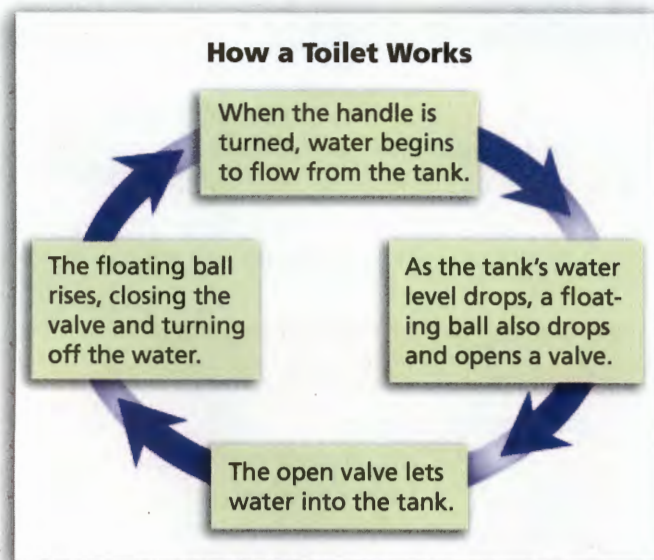 How a Toilet Works
When the handle is
turned, water begins
to flow from the tank.
As the tank's water
level drops, a float-
ing ball also drops
and opens a valve.
The open valve lets
water into the tank.
The floating ball
rises, closing the
valve and turning
off the water.